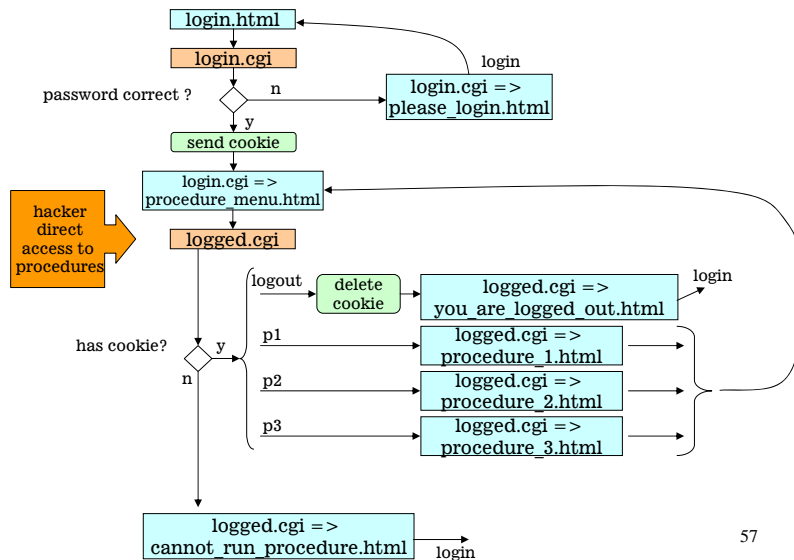 login.html
login
login.cgi
password correct ?
n
login.cgi =>
please_login.html
y
send cookie
login.cgi =>
procedure_menu.html
hacker
direct
access to
procedures
logged.cgi
logout
delete
cookie
logged.cgi =>
you_are_logged_out.html
login
has cookie?
y
n
p1
logged.cgi =>
procedure_1.html
p2
logged.cgi =>
procedure_2.html
p3
logged.cgi =>
procedure_3.html
logged.cgi =>
cannot_run_procedure.html
login
57